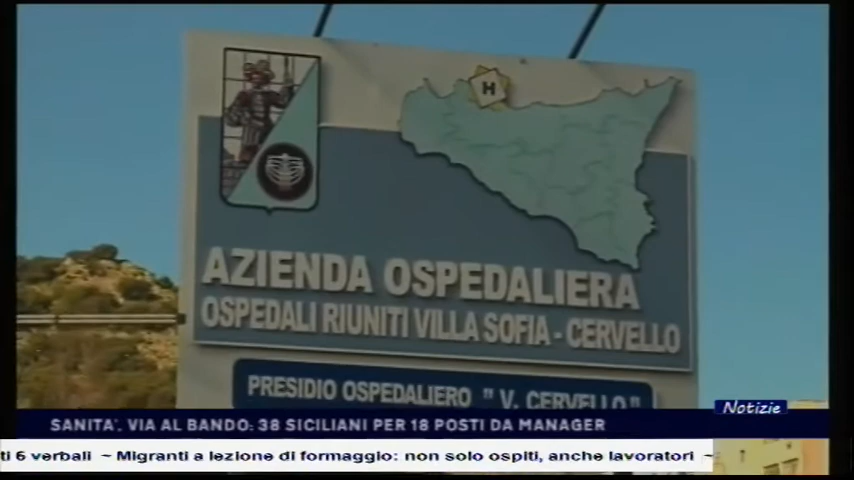 H
AZIENDA OSPEDALIERA
OSPEDALI RIUNITI VILLA SOFIA - CERVELLO
PRESIDIO OSPEDALIERO " V. CERVELLO "
Notizie
SANITA', VIA AL BANDO: 38 SICILIANI PER 18 POSTI DA MANAGER
ti 6 verbali ~ Migranti a lezione di formaggio: non solo ospiti, anche lavoratori ~